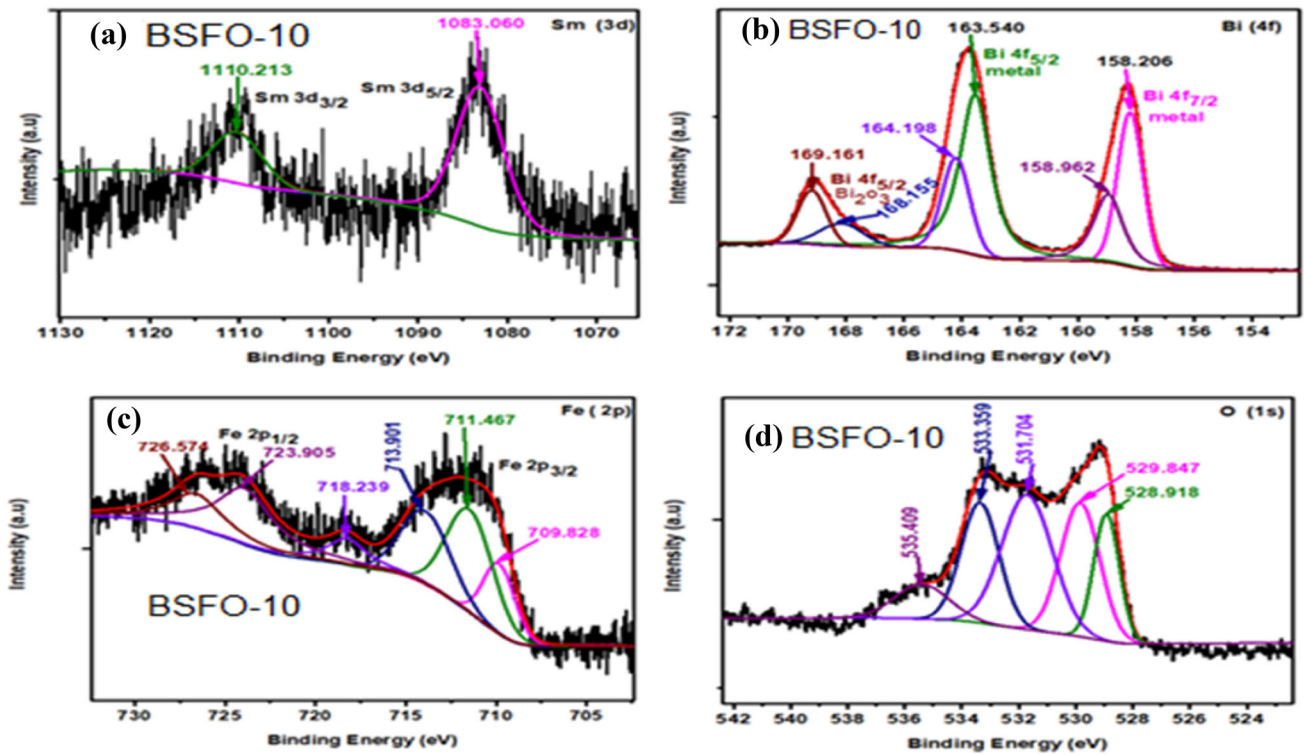 (a) BSFO-10
1083.060
Sm (3d)
1110.213
Sm 3d3/2
Sm 3d5/2
Intensity (a.u)
1130 1120 1110 1100 1090 1080 1070
Binding Energy (eV)
(b) BSFO-10
163.540
Bi (4f)
Bi 4f5/2
metal
158.206
Bi 4f7/2
metal
164.198
169.161
158.962
Bi 4f5/2
Bi2o3
168.155
Intensity (a.u)
172 170 168 166 164 162 160 158 156 154
Binding Energy (eV)
(c)
Fe ( 2p)
711.467
726.574
Fe 2p1/2
723.905
713.901
Fe 2p3/2
718.239
709.828
BSFO-10
Intensity (a.u)
730 725 720 715 710 705
Binding Energy (eV)
(d) BSFO-10
O (1s)
533.359
531.704
529.847
528.918
535.409
Intensity (a.u)
542 540 538 536 534 532 530 528 526 524
Binding Energy (eV)